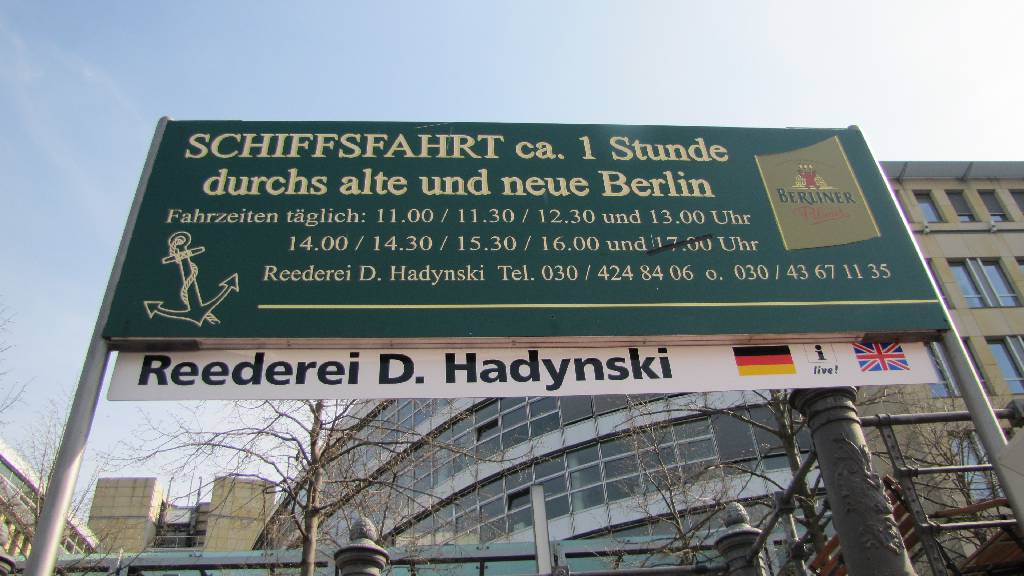 SCHIFFSFAHRT ca. 1 Stunde
durchs alte und neue Berlin
BERLINER
Pilsner
Fahrzeiten täglich: 11.00 / 11.30 / 12.30 und 13.00 Uhr
14.00 / 14.30 / 15.30 / 16.00 und 17.00 Uhr
Reederei D. Hadynski Tel. 030 / 424 84 06 o. 030 / 43 67 11 35
Reederei D. Hadynski
i
live!